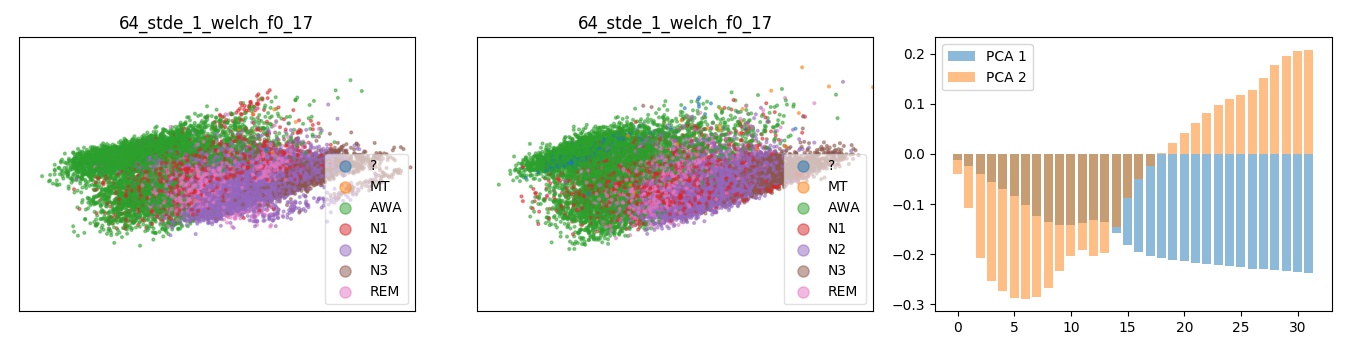 64_stde_1_welch_f0_17
?
MT
AWA
N1
N2
N3
REM
64_stde_1_welch_f0_17
?
MT
AWA
N1
N2
N3
REM
PCA 1
PCA 2
0.2
0.1
0.0
−0.1
−0.2
−0.3
0
5
10
15
20
25
30